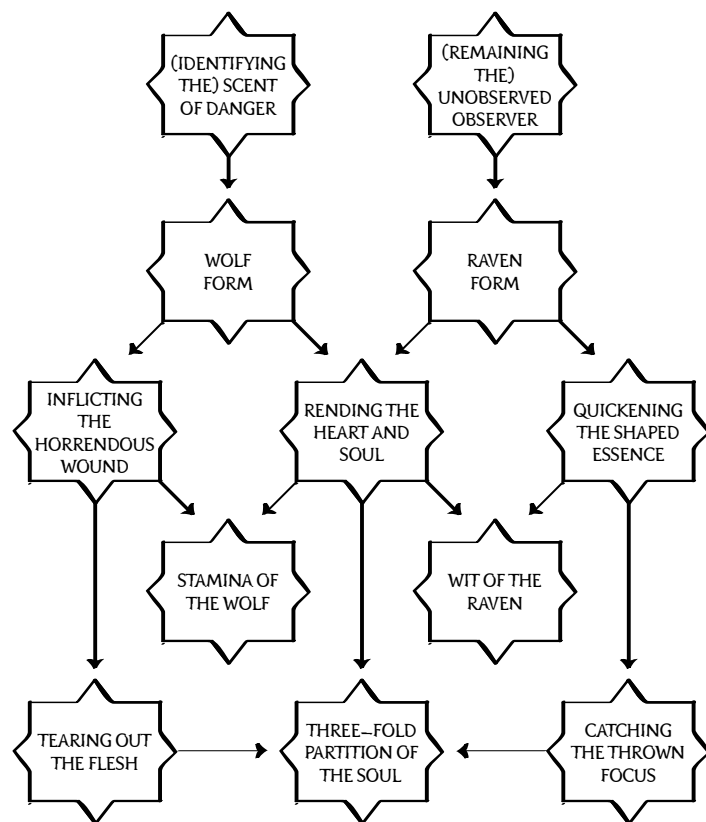 (IDENTIFYING
THE) SCENT
OF DANGER
(REMAINING
THE)
UNOBSERVED
OBSERVER
WOLF
FORM
RAVEN
FORM
INFLICTING
THE
HORRENDOUS
WOUND
RENDING THE
HEART AND
SOUL
QUICKENING
THE SHAPED
ESSENCE
STAMINA OF
THE WOLF
WIT OF THE
RAVEN
TEARING OUT
THE FLESH
THREE–FOLD
PARTITION OF
THE SOUL
CATCHING
THE THROWN
FOCUS